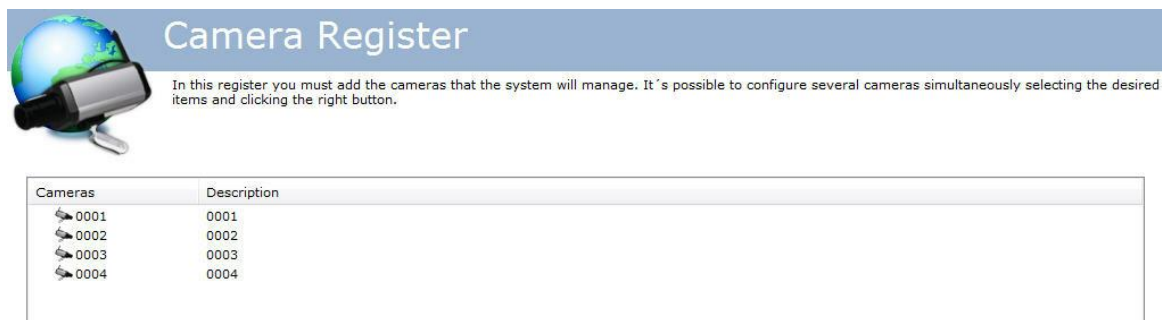 Camera Register
In this register you must add the cameras that the system will manage. It´s possible to configure several cameras simultaneously selecting the desired
items and clicking the right button.
Cameras Description
0001 0001
0002 0002
0003 0003
0004 0004